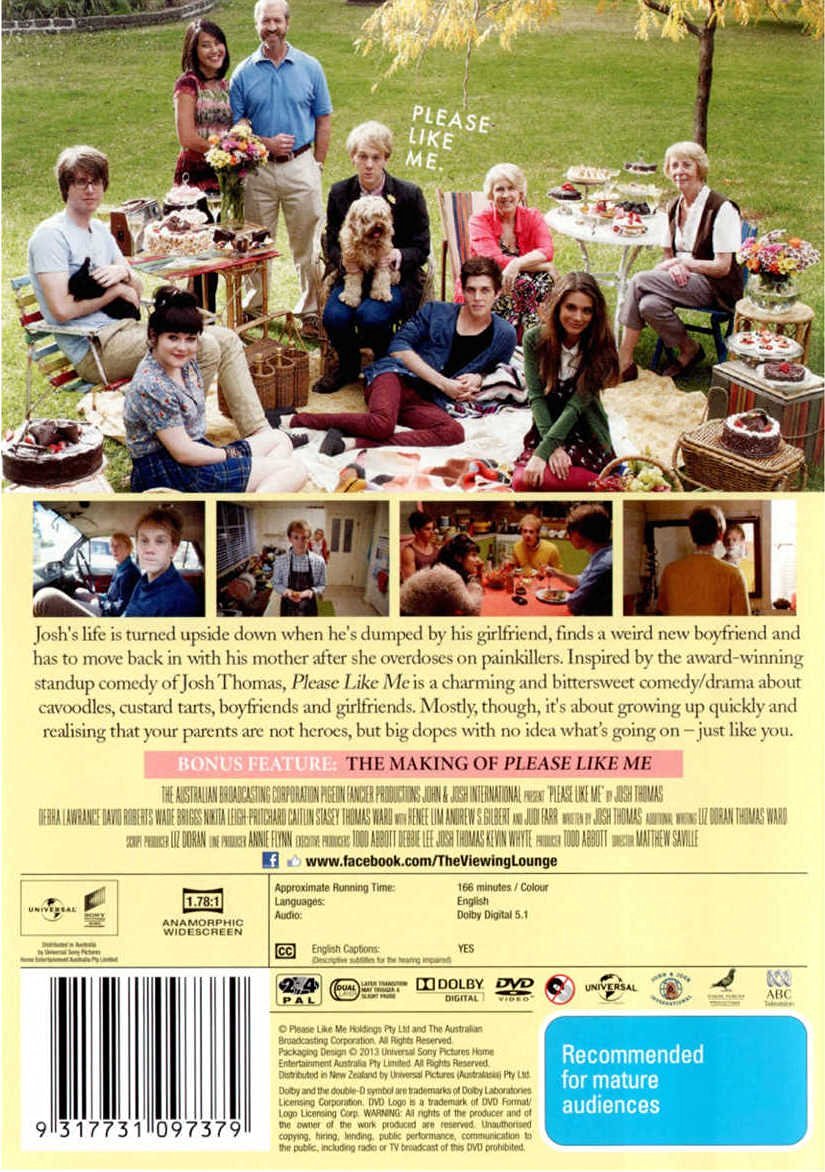 PLEASE
LIKE
ME.
Josh's life is turned upside down when he's dumped by his girlfriend, finds a weird new boyfriend and
has to move back in with his mother after she overdoses on painkillers. Inspired by the award-winning
standup comedy of Josh Thomas, Please Like Me is a charming and bittersweet comedy/drama about
cavoodles, custard tarts, boyfriends and girlfriends. Mostly, though, it's about growing up quickly and
realising that your parents are not heroes, but big dopes with no idea what's going on – just like you.
BONUS FEATURE: THE MAKING OF PLEASE LIKE ME
THE AUSTRALIAN BROADCASTING CORPORATION PIGEON FANCIER PRODUCTIONS JOHN & JOSH INTERNATIONAL PRESENT "PLEASE LIKE ME" BY JOSH THOMAS
DEBRA LAWRANCE DAVID ROBERTS WADE BRIGGS NIKITA LEIGH-PRITCHARD CAITLIN STASEY THOMAS WARD WITH RENEE LIM ANDREW S.GILBERT AND JUDI FARR WRITTEN BY JOSH THOMAS ADDITIONAL WRITING LIZ DORAN THOMAS WARD
SCRIPT PRODUCER LIZ DORAN LINE PRODUCER ANNIE FLYNN EXECUTIVE PRODUCERS TODD ABBOTT DEBBIE LEE JOSH THOMAS KEVIN WHYTE PRODUCER TODD ABBOTT DIRECTOR MATTHEW SAVILLE
f www.facebook.com/TheViewingLounge
UNIVERSAL SONY
Distributed in Australia
by Universal Sony Pictures
Home Entertainment Australia Pty Limited
1.78:1
ANAMORPHIC
WIDESCREEN
Approximate Running Time: 166 minutes / Colour
Languages: English
Audio: Dolby Digital 5.1
CC English Captions: YES
(Descriptive subtitles for the hearing impaired)
2 4
PAL
DUAL
LAYER TRANSITION
MAY TRIGGER A
SLIGHT PAUSE
DOLBY
DIGITAL
DVD
VIDEO
UNIVERSAL
JOHN & JOSH
INTERNATIONAL
ABC
Television
© Please Like Me Holdings Pty Ltd and The Australian
Broadcasting Corporation. All Rights Reserved.
Packaging Design © 2013 Universal Sony Pictures Home
Entertainment Australia Pty Limited. All Rights Reserved.
Distributed in New Zealand by Universal Pictures (Australasia) Pty Ltd.
Dolby and the double-D symbol are trademarks of Dolby Laboratories
Licensing Corporation. DVD Logo is a trademark of DVD Format/
Logo Licensing Corp. WARNING: All rights of the producer and of
the owner of the work produced are reserved. Unauthorised
copying, hiring, lending, public performance, communication to
the public, including radio or TV broadcast of this DVD prohibited.
Recommended
for mature
audiences
9 317731 097379